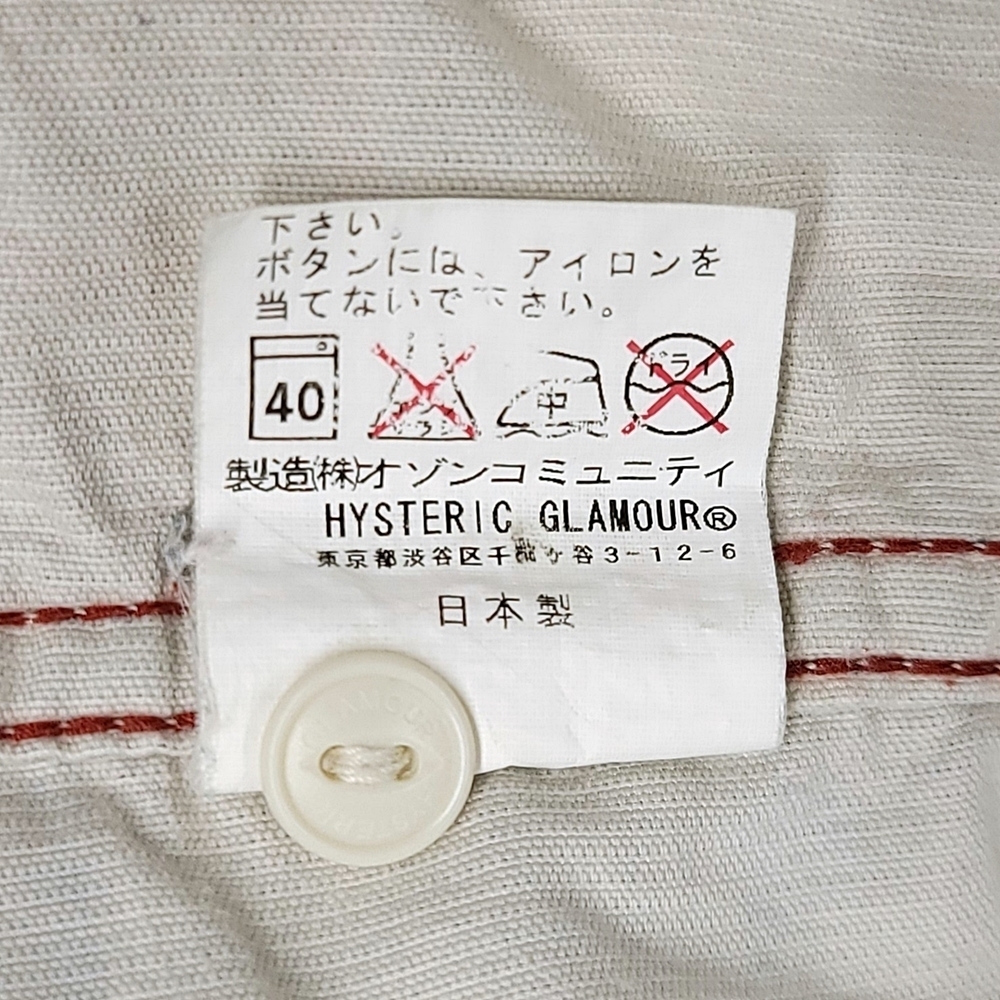 下さい。
ボタンには、アイロンを
当てないで下さい。
40 中 ドライ
製造(株)オゾンコミュニティ
HYSTERIC GLAMOUR®
東京都渋谷区千駄ヶ谷3-12-6
日本製
GLAMOUR